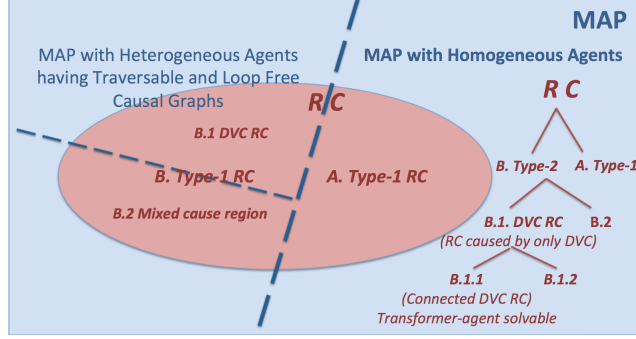 MAP
MAP with Heterogeneous Agents
having Traversable and Loop Free
Causal Graphs
MAP with Homogeneous Agents
R C
B.1 DVC RC
B. Type-1 RC
A. Type-1 RC
B.2 Mixed cause region
R C
B. Type-2
A. Type-1
B.1. DVC RC
B.2
(RC caused by only DVC)
B.1.1
B.1.2
(Connected DVC RC)
Transformer-agent solvable